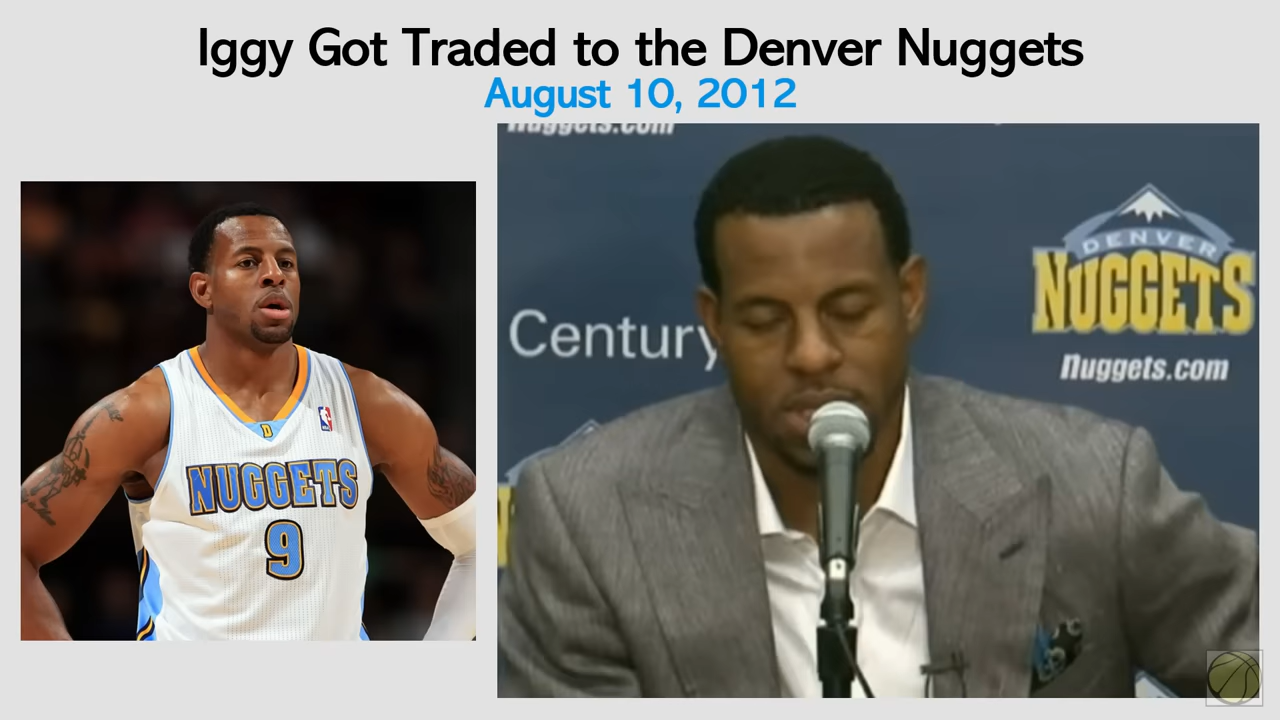 Iggy Got Traded to the Denver Nuggets
August 10, 2012
Nuggets.com
DENVER
NUGGETS
Nuggets.com
Century
D
NUGGETS
9